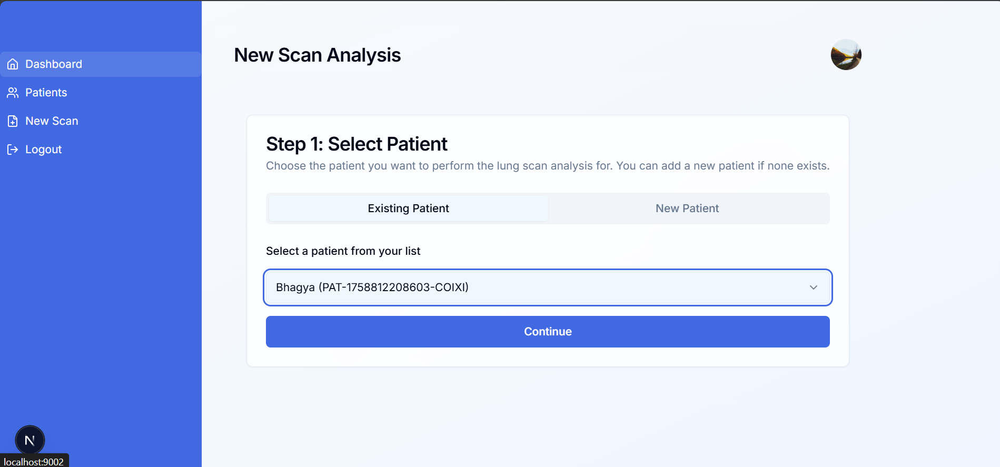 Dashboard
Patients
New Scan
Logout
New Scan Analysis
Step 1: Select Patient
Choose the patient you want to perform the lung scan analysis for. You can add a new patient if none exists.
Existing Patient
New Patient
Select a patient from your list
Bhagya (PAT-1758812208603-COIXI)
Continue
N
localhost:9002